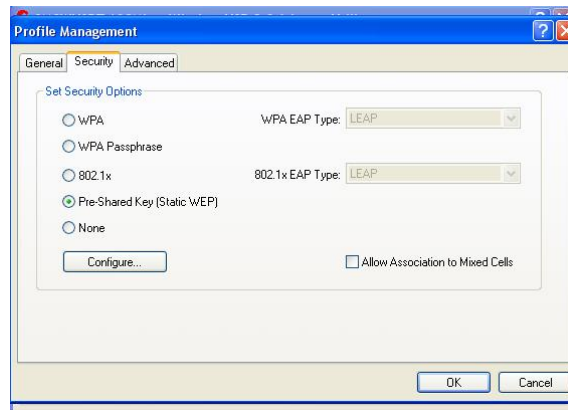 Profile Management
General Security Advanced
Set Security Options
WPA WPA EAP Type: LEAP
WPA Passphrase
802.1x 802.1x EAP Type: LEAP
Pre-Shared Key (Static WEP)
None
Configure... Allow Association to Mixed Cells
OK Cancel